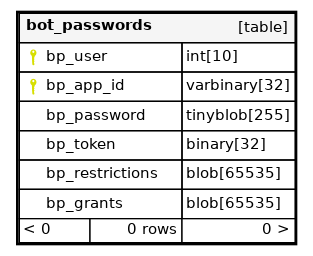 bot_passwords [table]
bp_user int[10]
bp_app_id varbinary[32]
bp_password tinyblob[255]
bp_token binary[32]
bp_restrictions blob[65535]
bp_grants blob[65535]
< 0 0 rows 0 >